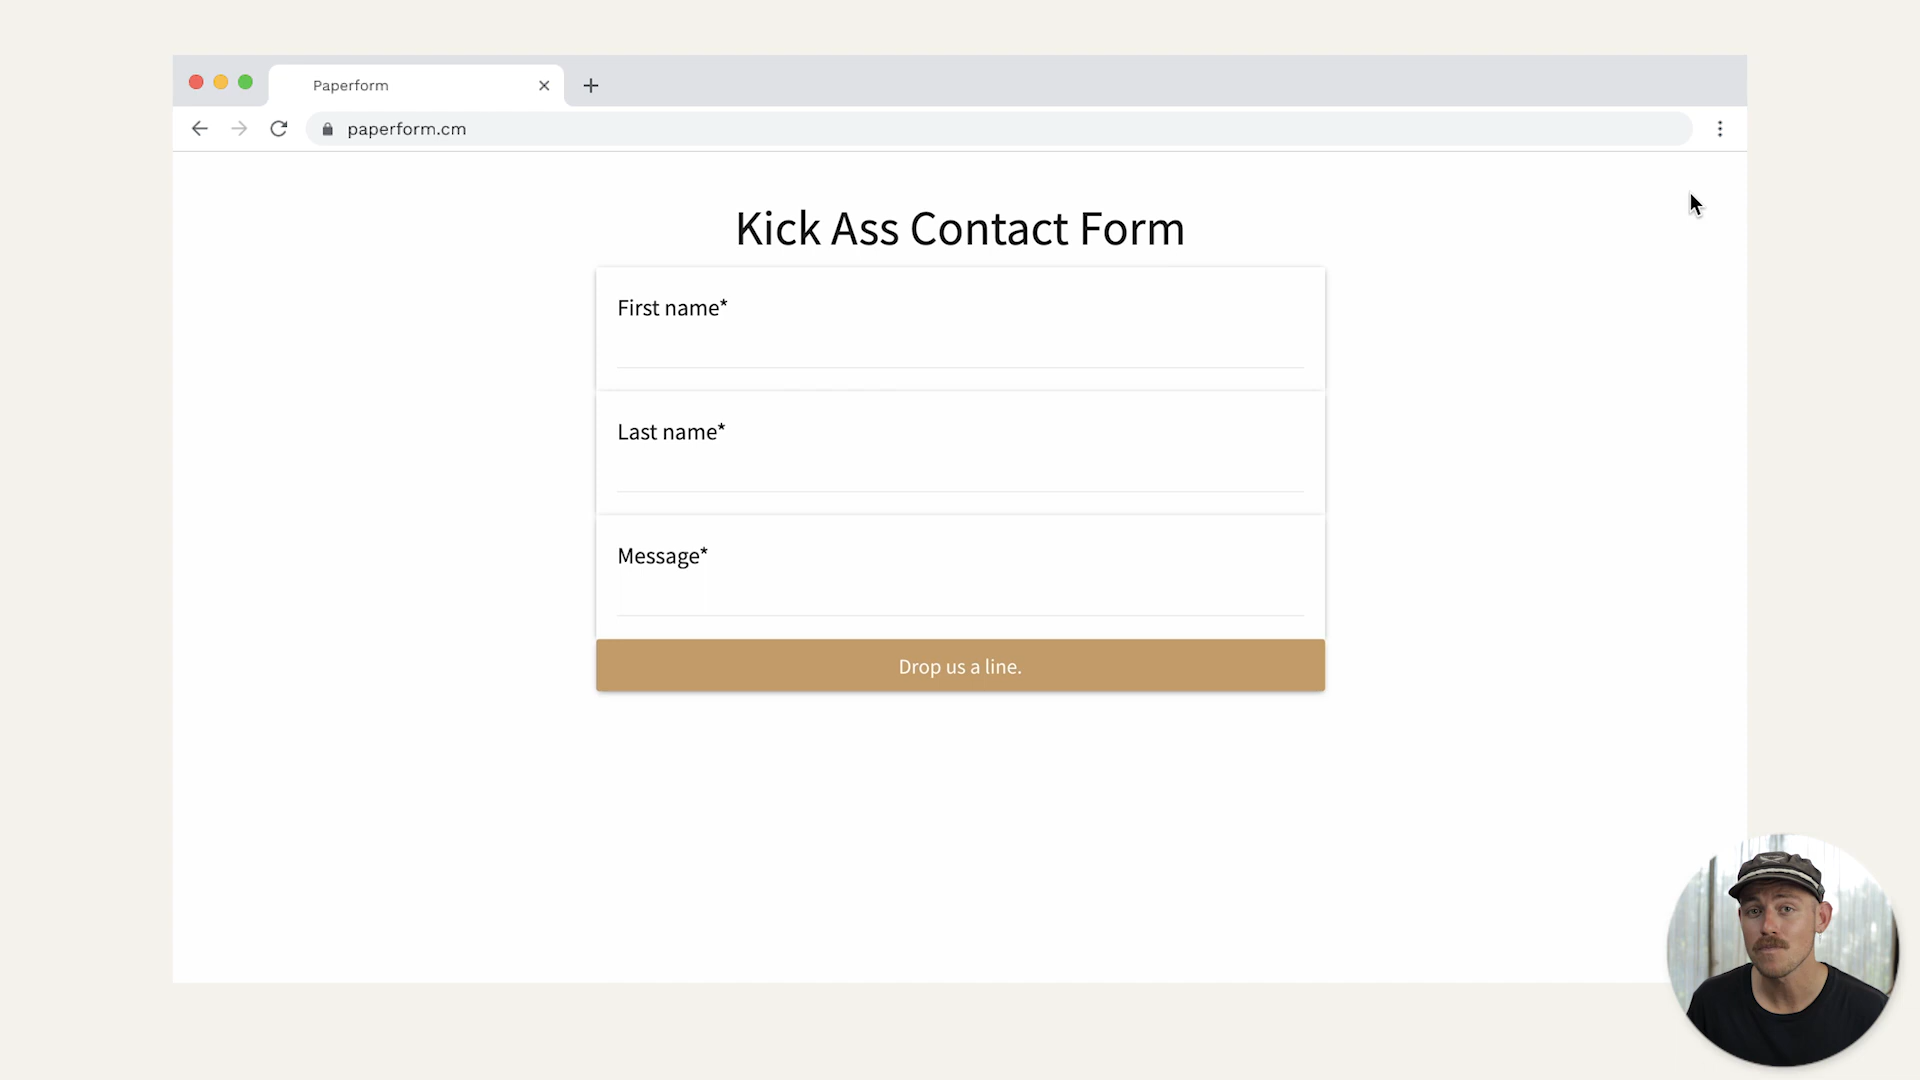 Paperform
paperform.cm
Kick Ass Contact Form
First name*
Last name*
Message*
Drop us a line.